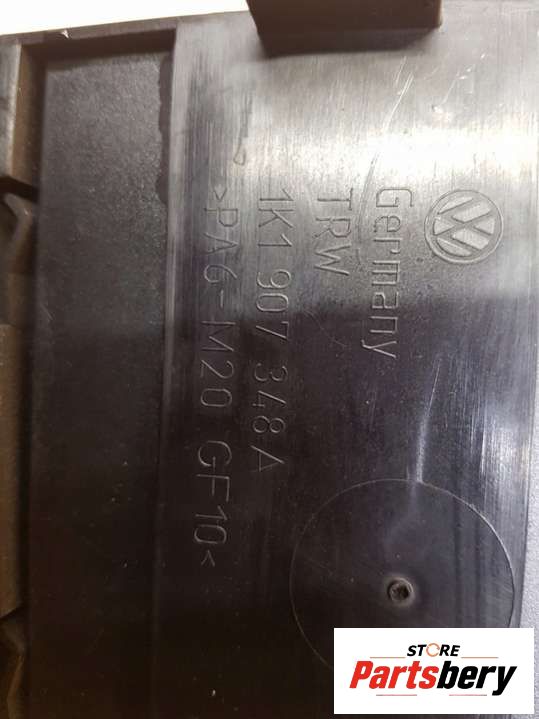 Germany
TRW
1K1 907 348 A
>PA6-M20 GF10<
STORE
Partsbery